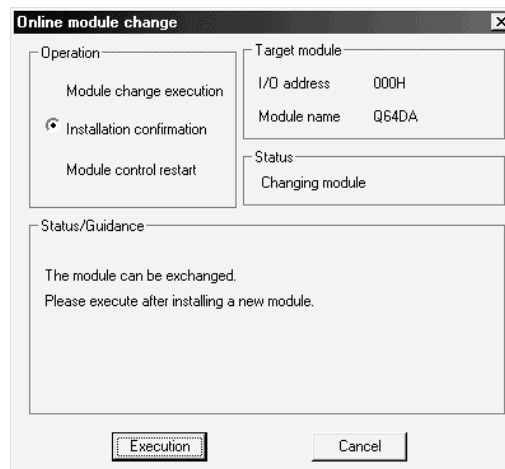 Online module change
Operation
Module change execution
Installation confirmation
Module control restart
Target module
I/O address 000H
Module name Q64DA
Status
Changing module
Status/Guidance
The module can be exchanged.
Please execute after installing a new module.
Execution Cancel